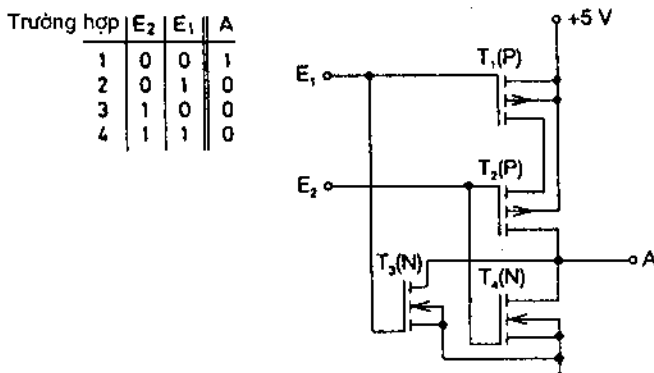 Trường hợp E₂ E₁ A
1 0 0 1
2 0 1 0
3 1 0 0
4 1 1 0
+5 V
T₁(P)
E₁
T₂(P)
E₂
A
T₃(N)
T₄(N)